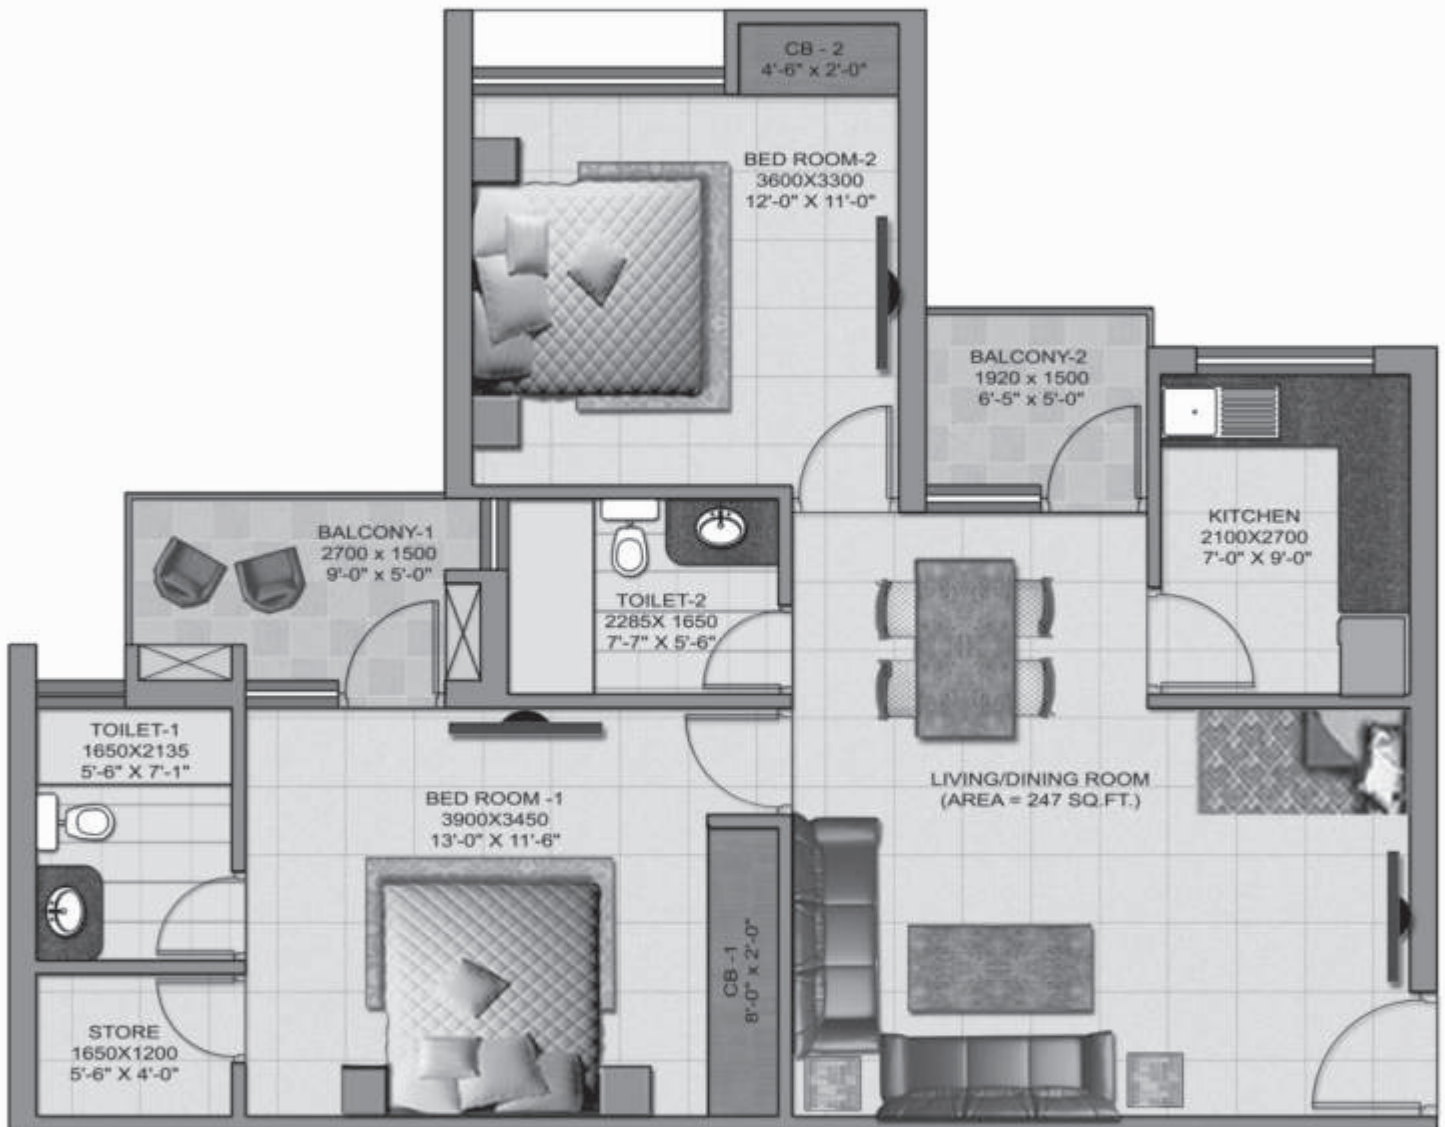 CB - 2
4'-6" x 2'-0"
BED ROOM-2
3600X3300
12'-0" X 11'-0"
BALCONY-2
1920 x 1500
6'-5" x 5'-0"
KITCHEN
2100X2700
7'-0" X 9'-0"
BALCONY-1
2700 x 1500
9'-0" x 5'-0"
TOILET-2
2285X 1650
7'-7" X 5'-6"
TOILET-1
1650X2135
5'-6" X 7'-1"
BED ROOM -1
3900X3450
13'-0" X 11'-6"
LIVING/DINING ROOM
(AREA = 247 SQ.FT.)
CB -1
8'-0" x 2'-0"
STORE
1650X1200
5'-6" X 4'-0"